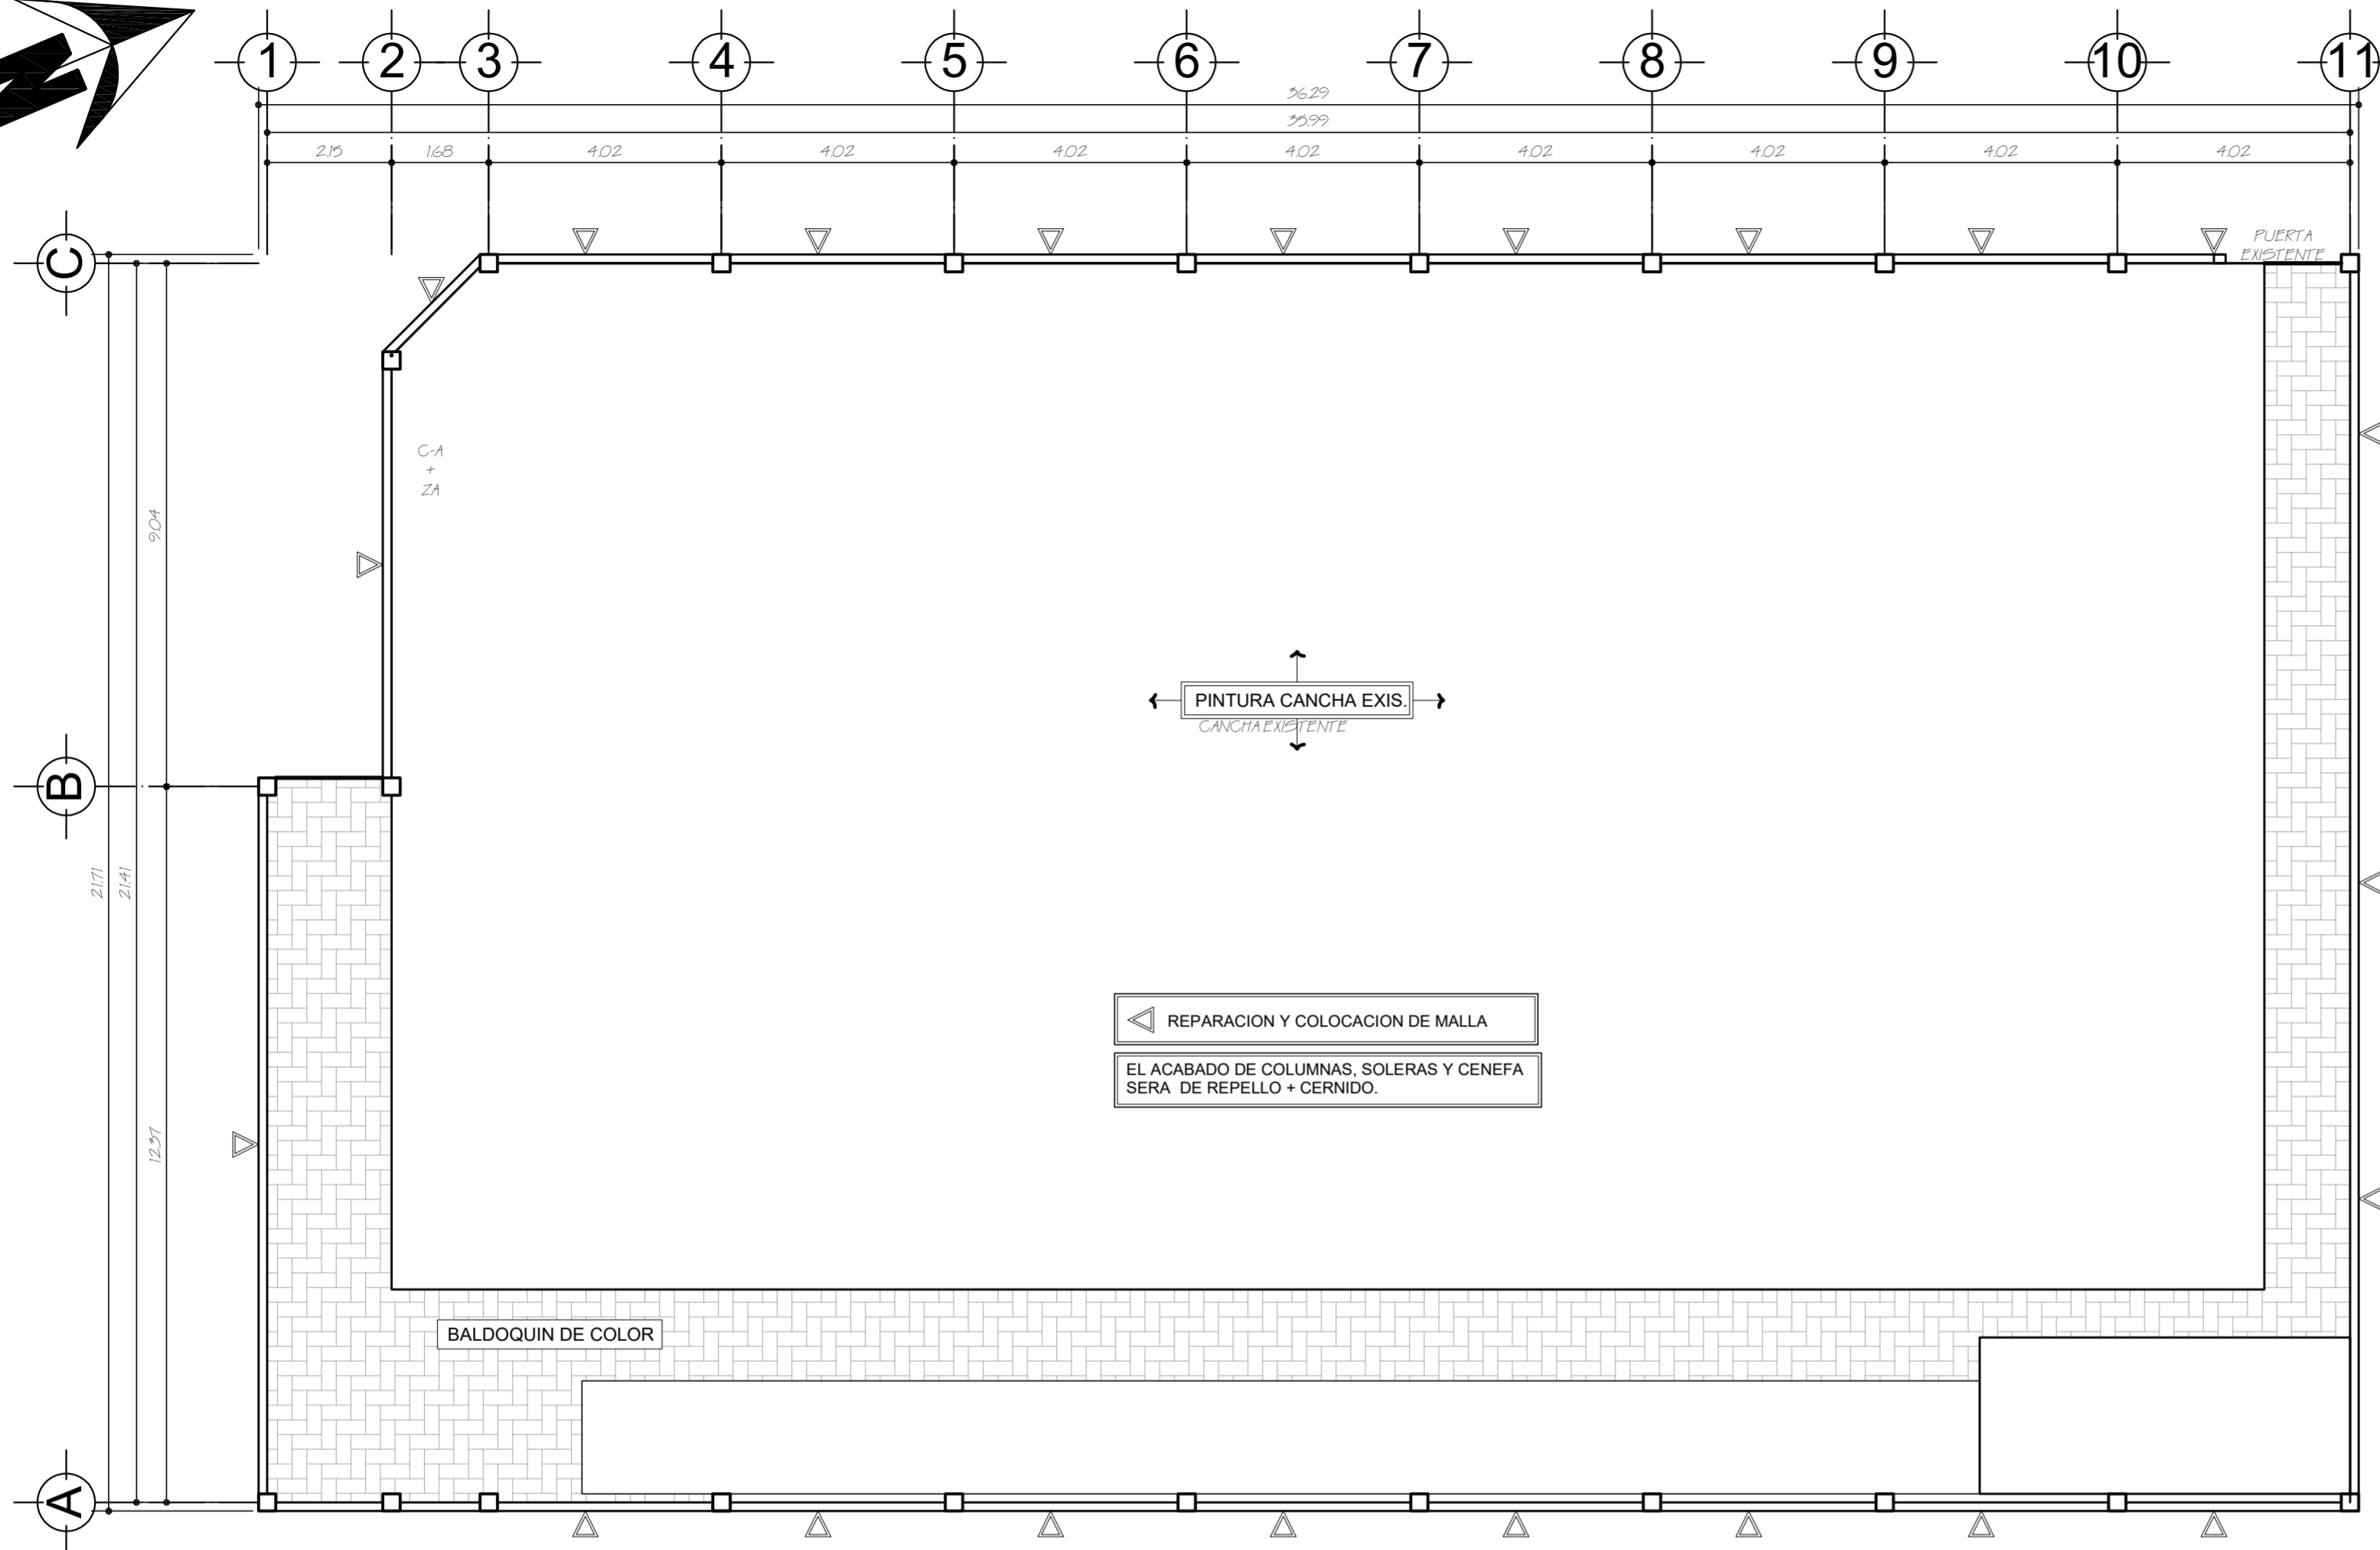 1 2 3 4 5 6 7 8 9 10 11
36.29
35.99
2.15 1.68 4.02 4.02 4.02 4.02 4.02 4.02 4.02 4.02
C
PUERTA
EXISTENTE
C-A
+
ZA
9.04
PINTURA CANCHA EXIS.
CANCHA EXISTENTE
B
21.71
21.41
REPARACION Y COLOCACION DE MALLA
EL ACABADO DE COLUMNAS, SOLERAS Y CENEFA
SERA DE REPELLO + CERNIDO.
12.37
BALDOQUIN DE COLOR
A